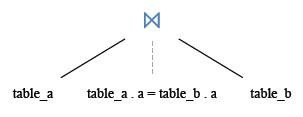 ⋈
table_a table_a . a = table_b . a table_b